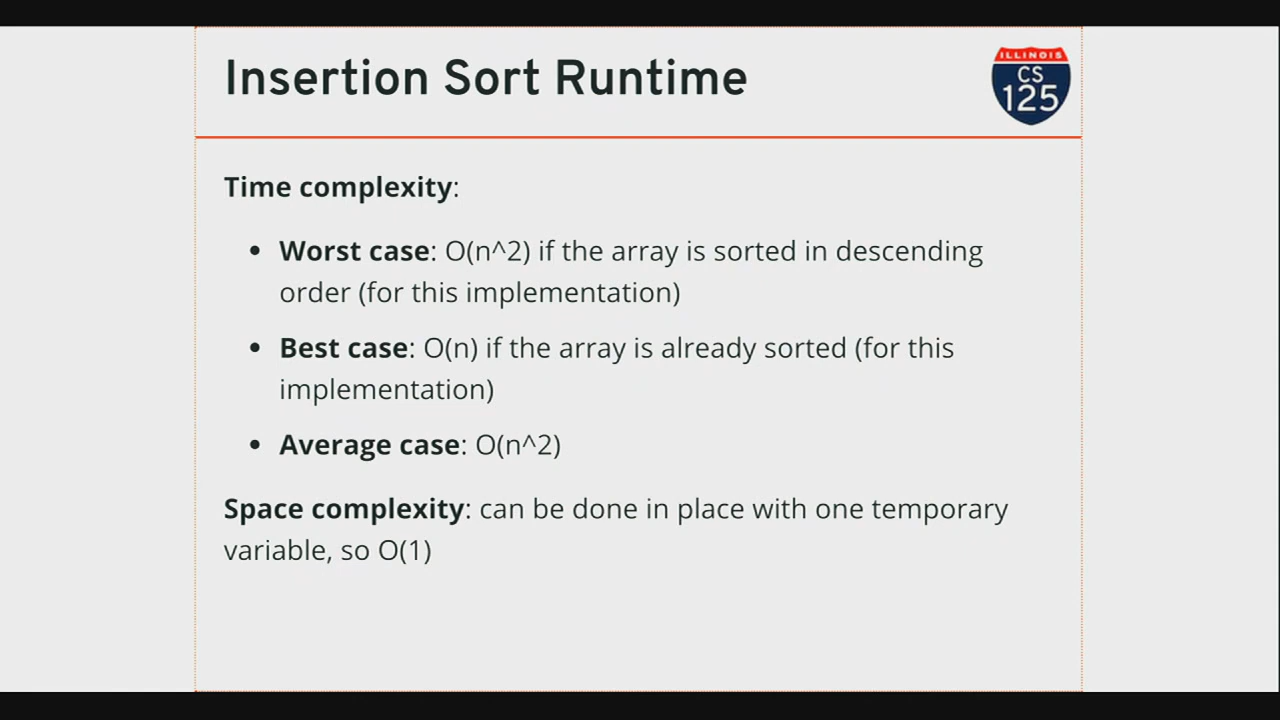 Insertion Sort Runtime
ILLINOIS
CS
125
Time complexity:
• Worst case: O(n^2) if the array is sorted in descending
order (for this implementation)
• Best case: O(n) if the array is already sorted (for this
implementation)
• Average case: O(n^2)
Space complexity: can be done in place with one temporary
variable, so O(1)